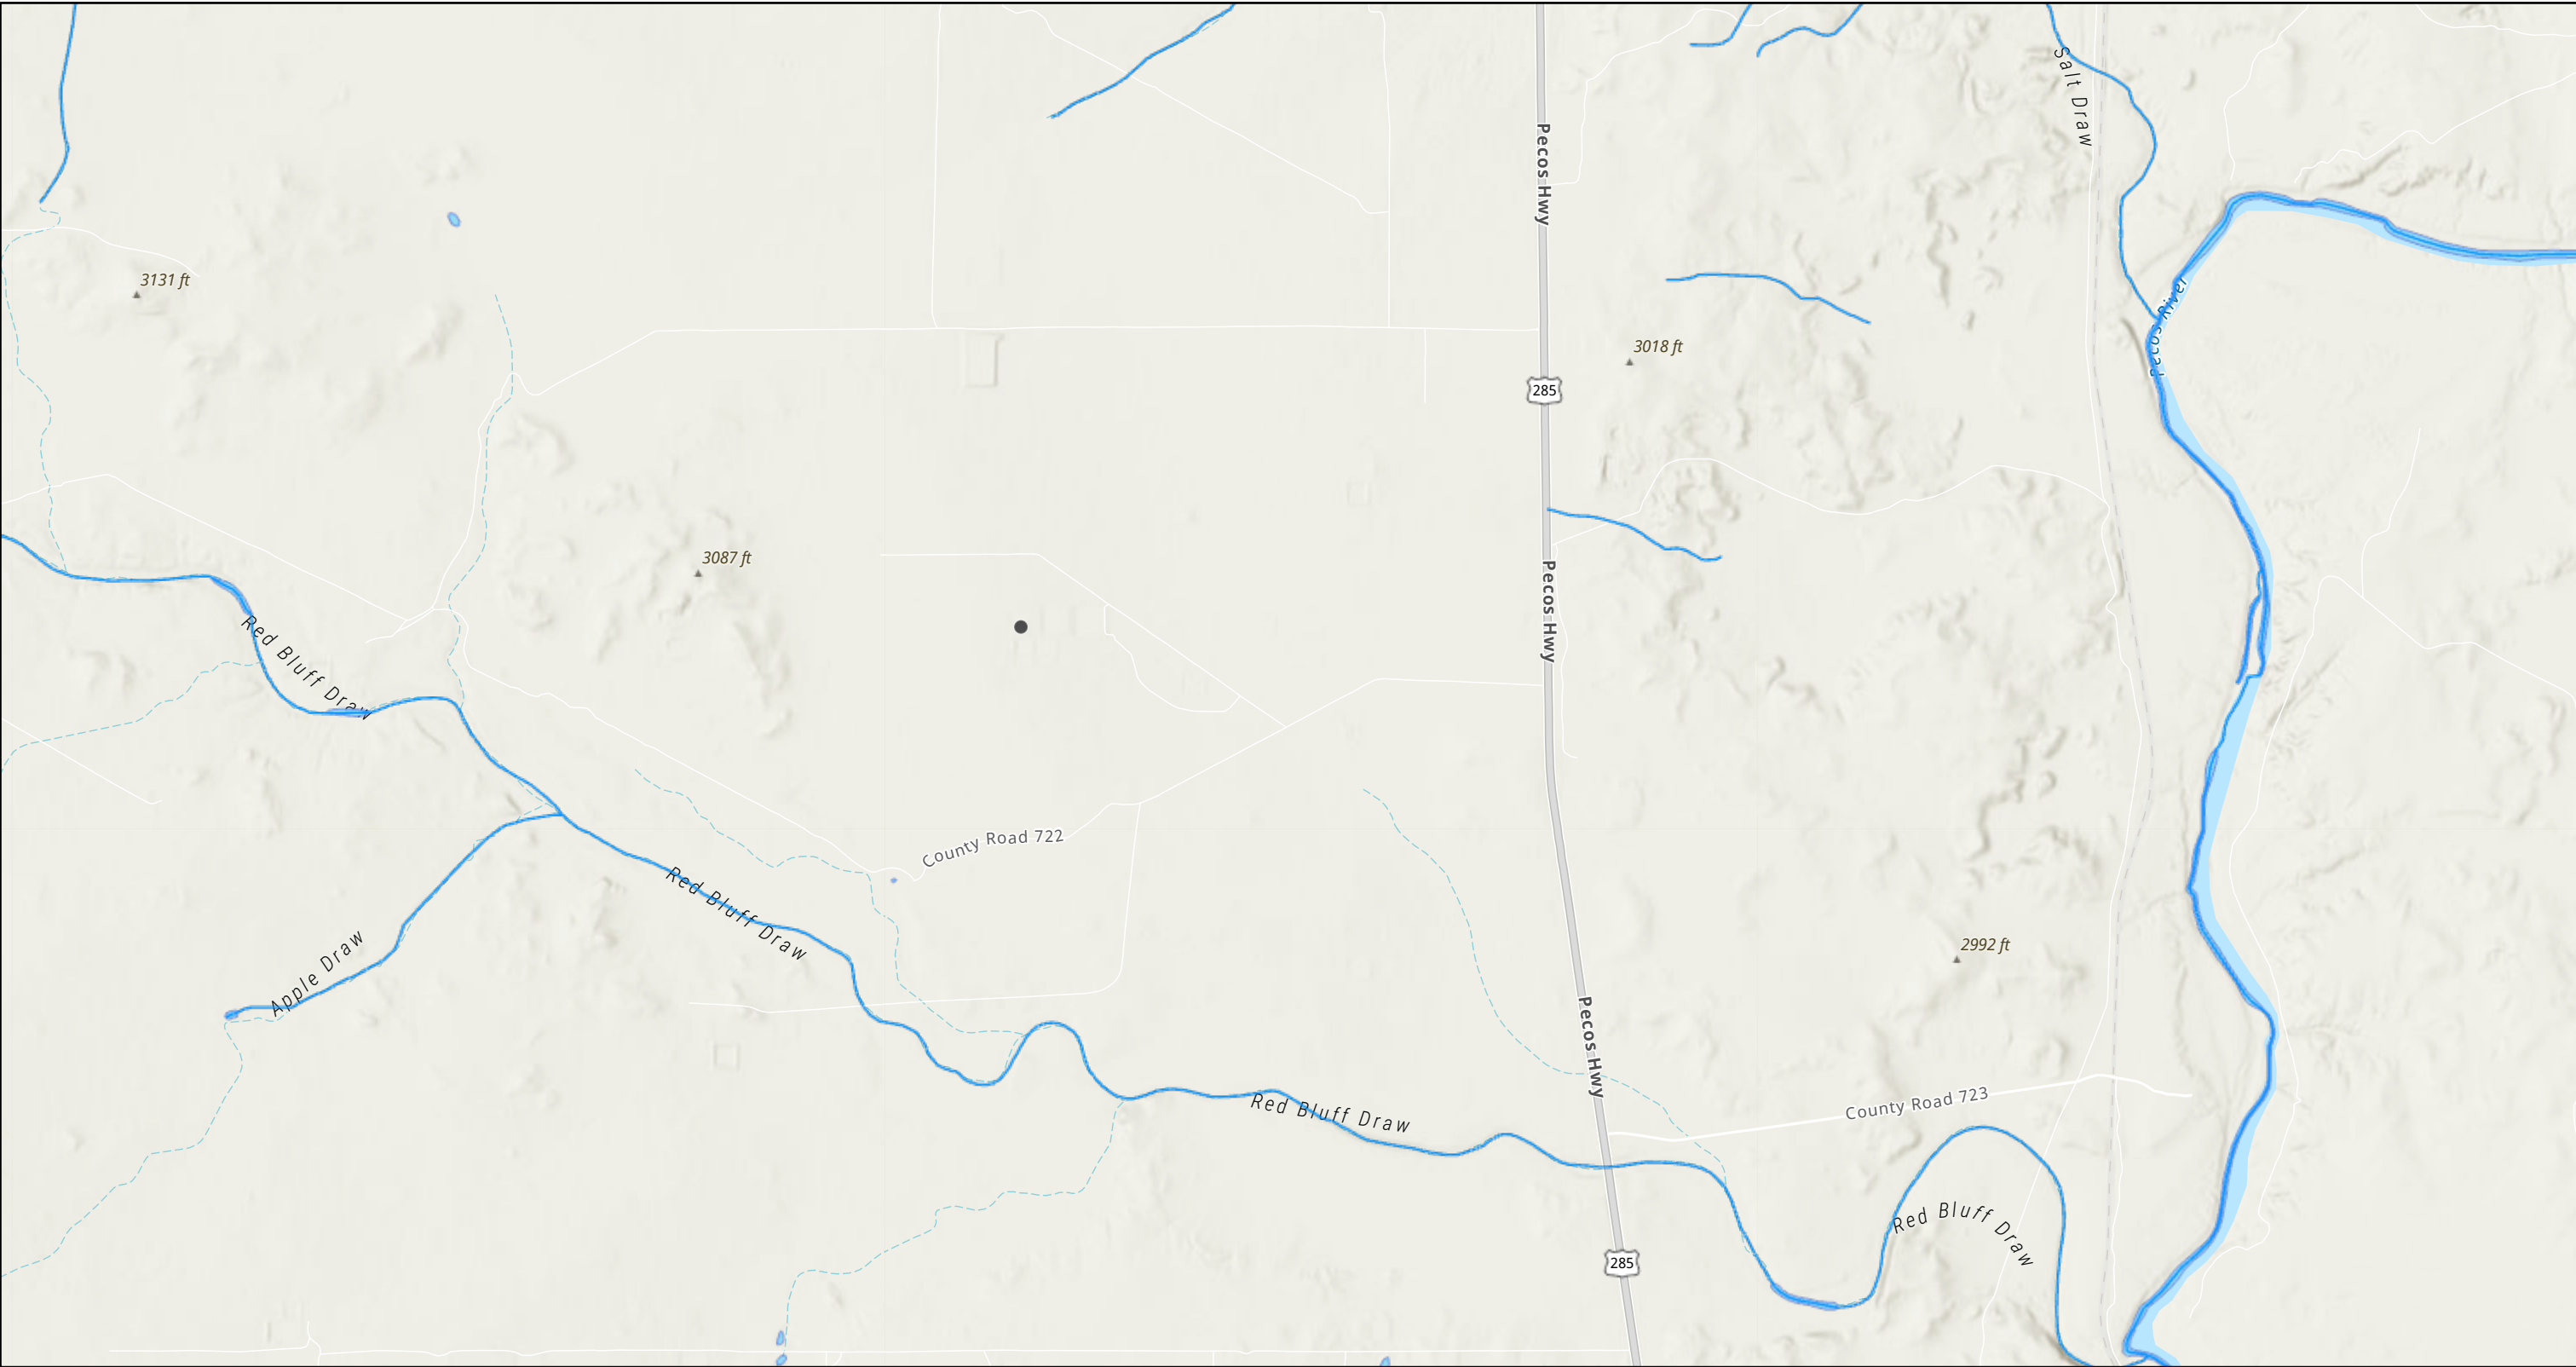 Salt Draw
Pecos Hwy
3131 ft
Pecos River
3018 ft
285
3087 ft
Pecos Hwy
Red Bluff Draw
County Road 722
Red Bluff Draw
Apple Draw
2992 ft
Pecos Hwy
County Road 723
Red Bluff Draw
Red Bluff Draw
285